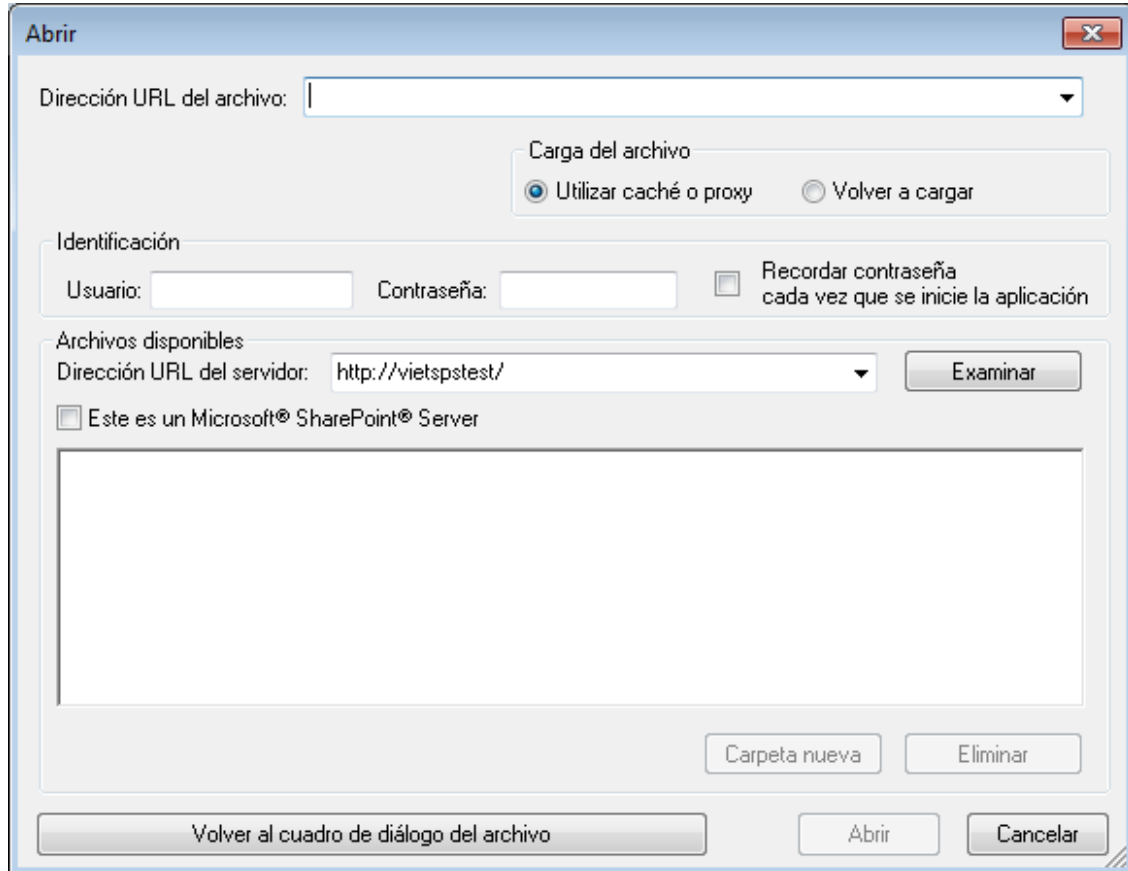 Abrir
Dirección URL del archivo:
Carga del archivo
Utilizar caché o proxy Volver a cargar
Identificación
Usuario: Contraseña: Recordar contraseña
cada vez que se inicie la aplicación
Archivos disponibles
Dirección URL del servidor: http://vietspstest/ Examinar
Este es un Microsoft® SharePoint® Server
Carpeta nueva Eliminar
Volver al cuadro de diálogo del archivo Abrir Cancelar